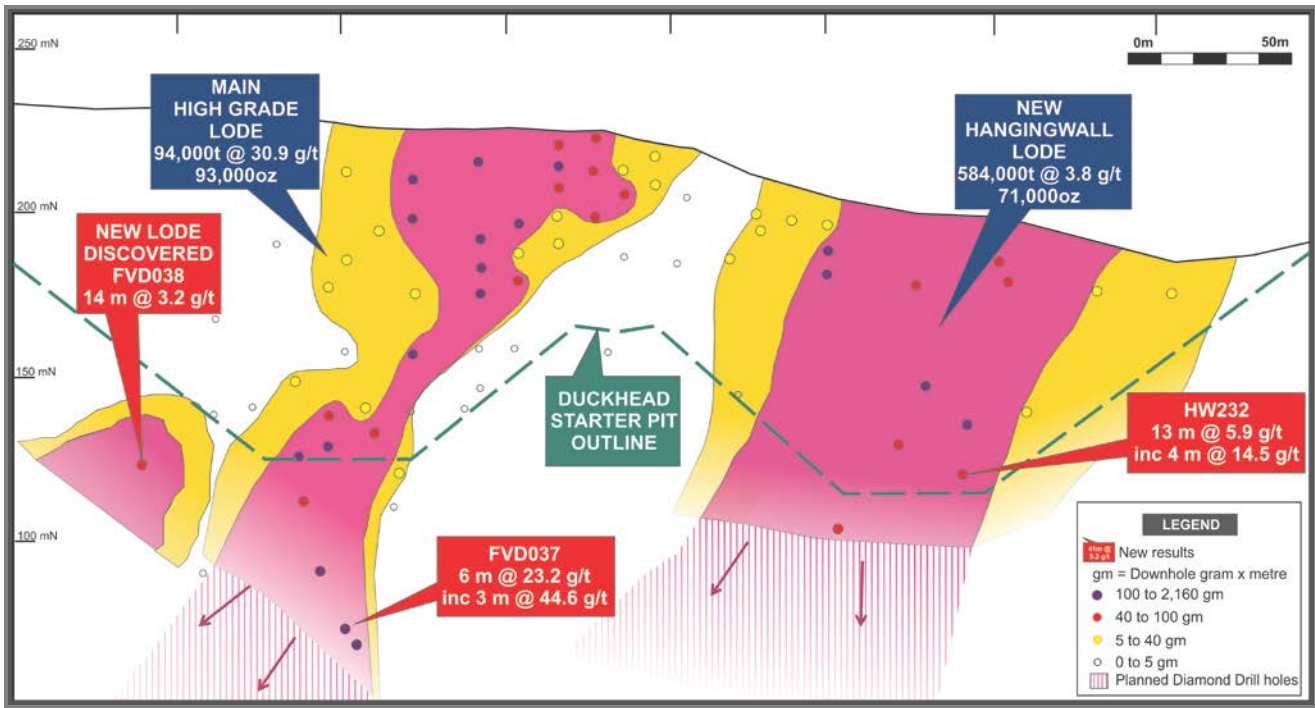 0m 50m
250 mN
200 mN
150 mN
100 mN
MAIN
HIGH GRADE
LODE
94,000t @ 30.9 g/t
93,000oz
NEW
HANGINGWALL
LODE
584,000t @ 3.8 g/t
71,000oz
NEW LODE
DISCOVERED
FVD038
14 m @ 3.2 g/t
DUCKHEAD
STARTER PIT
OUTLINE
HW232
13 m @ 5.9 g/t
inc 4 m @ 14.5 g/t
FVD037
6 m @ 23.2 g/t
inc 3 m @ 44.6 g/t
LEGEND
New results
gm = Downhole gram x metre
100 to 2,160 gm
40 to 100 gm
5 to 40 gm
0 to 5 gm
Planned Diamond Drill holes